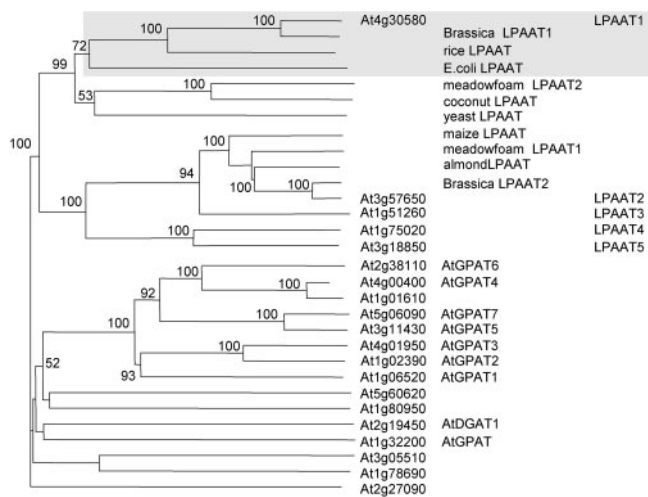 At4g30580 LPAAT1
100
Brassica LPAAT1
100
72
rice LPAAT
99
E.coli LPAAT
100
meadowfoam LPAAT2
53
coconut LPAAT
yeast LPAAT
maize LPAAT
100
100
meadowfoam LPAAT1
94
almondLPAAT
100
100
Brassica LPAAT2
At3g57650 LPAAT2
100
At1g51260 LPAAT3
100
At1g75020 LPAAT4
At3g18850 LPAAT5
At2g38110 AtGPAT6
100
At4g00400 AtGPAT4
100
92
At1g01610
At5g06090 AtGPAT7
100
100
At3g11430 AtGPAT5
At4g01950 AtGPAT3
100
52
At1g02390 AtGPAT2
93
At1g06520 AtGPAT1
At5g60620
At1g80950
At2g19450 AtDGAT1
At1g32200 AtGPAT
At3g05510
At1g78690
At2g27090